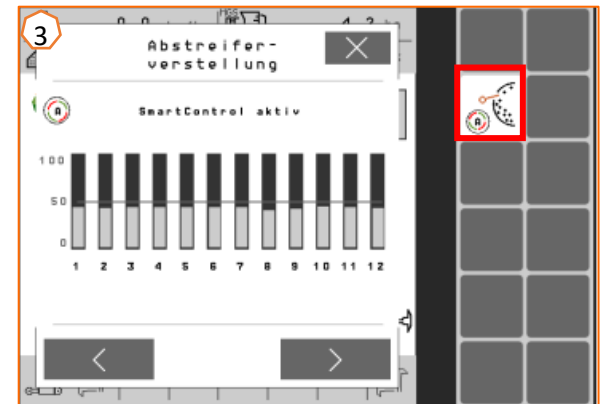 3
MGS
Abstreifer-
verstellung
A
SmartControl aktiv
100
50
0
1 2 3 4 5 6 7 8 9 10 11 12
A